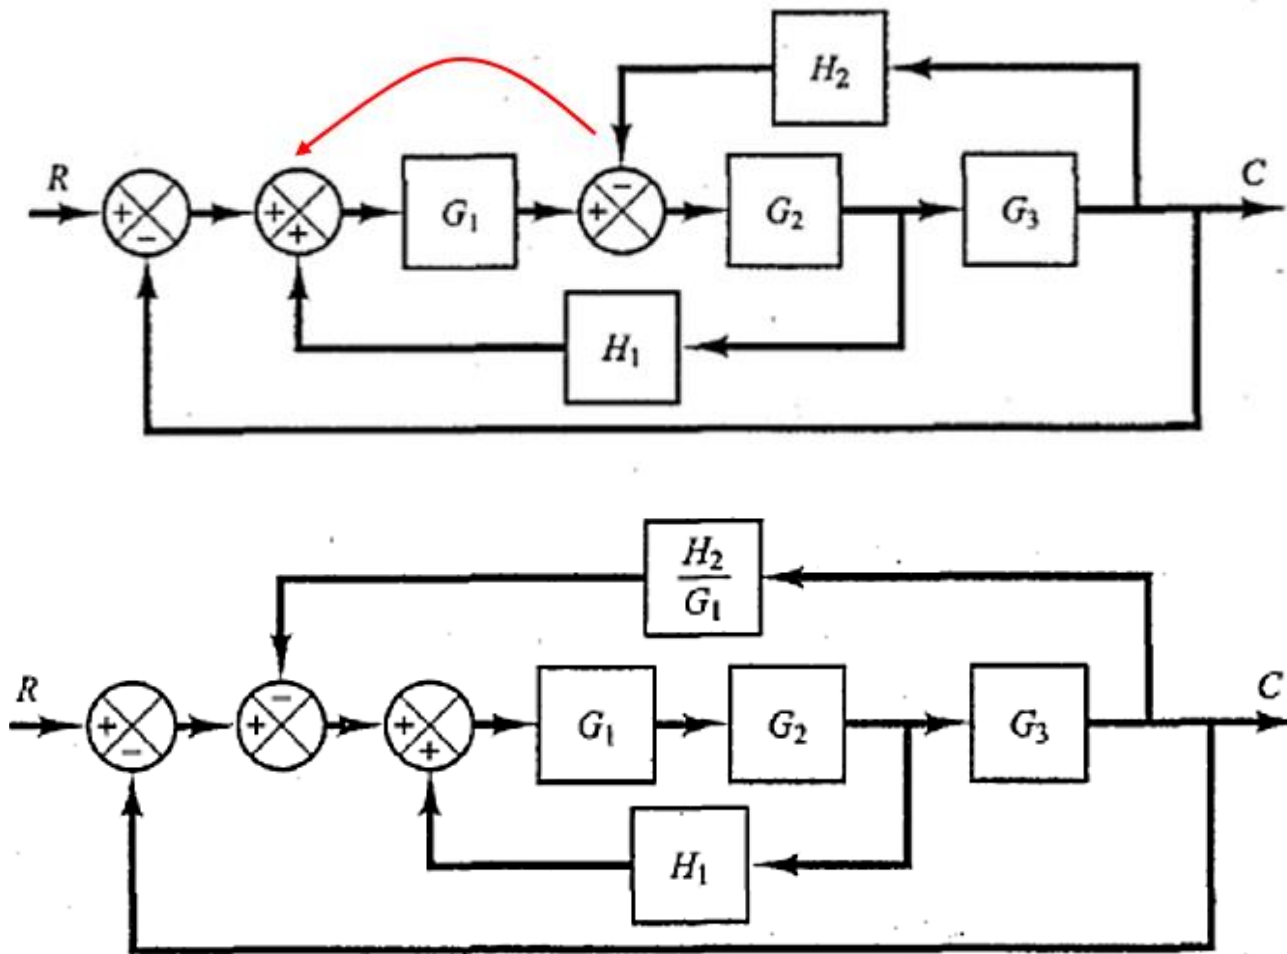 H₂
R + − + + G₁ + − G₂ G₃ C
H₁
H₂
G₁
R + − + − + + G₁ G₂ G₃ C
H₁